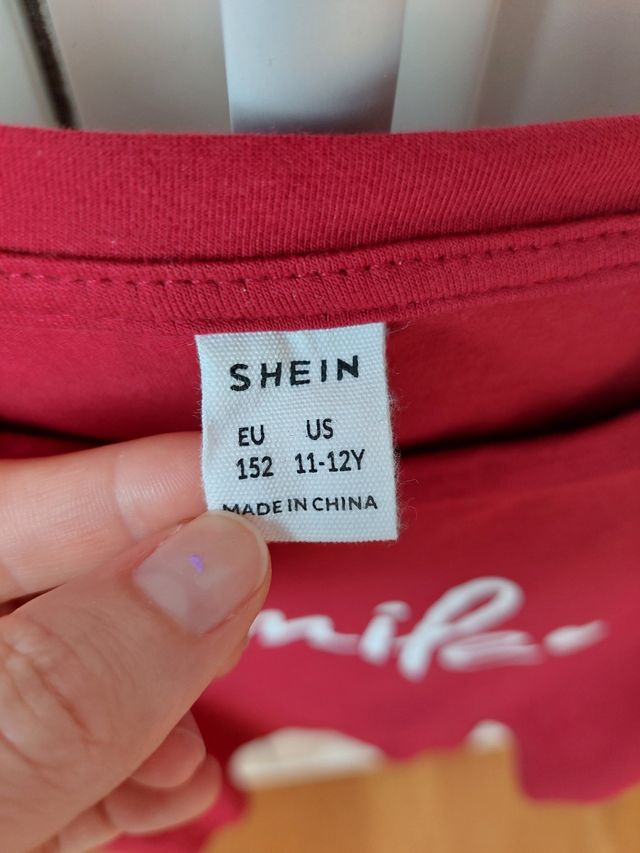 SHEIN
EU US
152 11-12Y
MADE IN CHINA